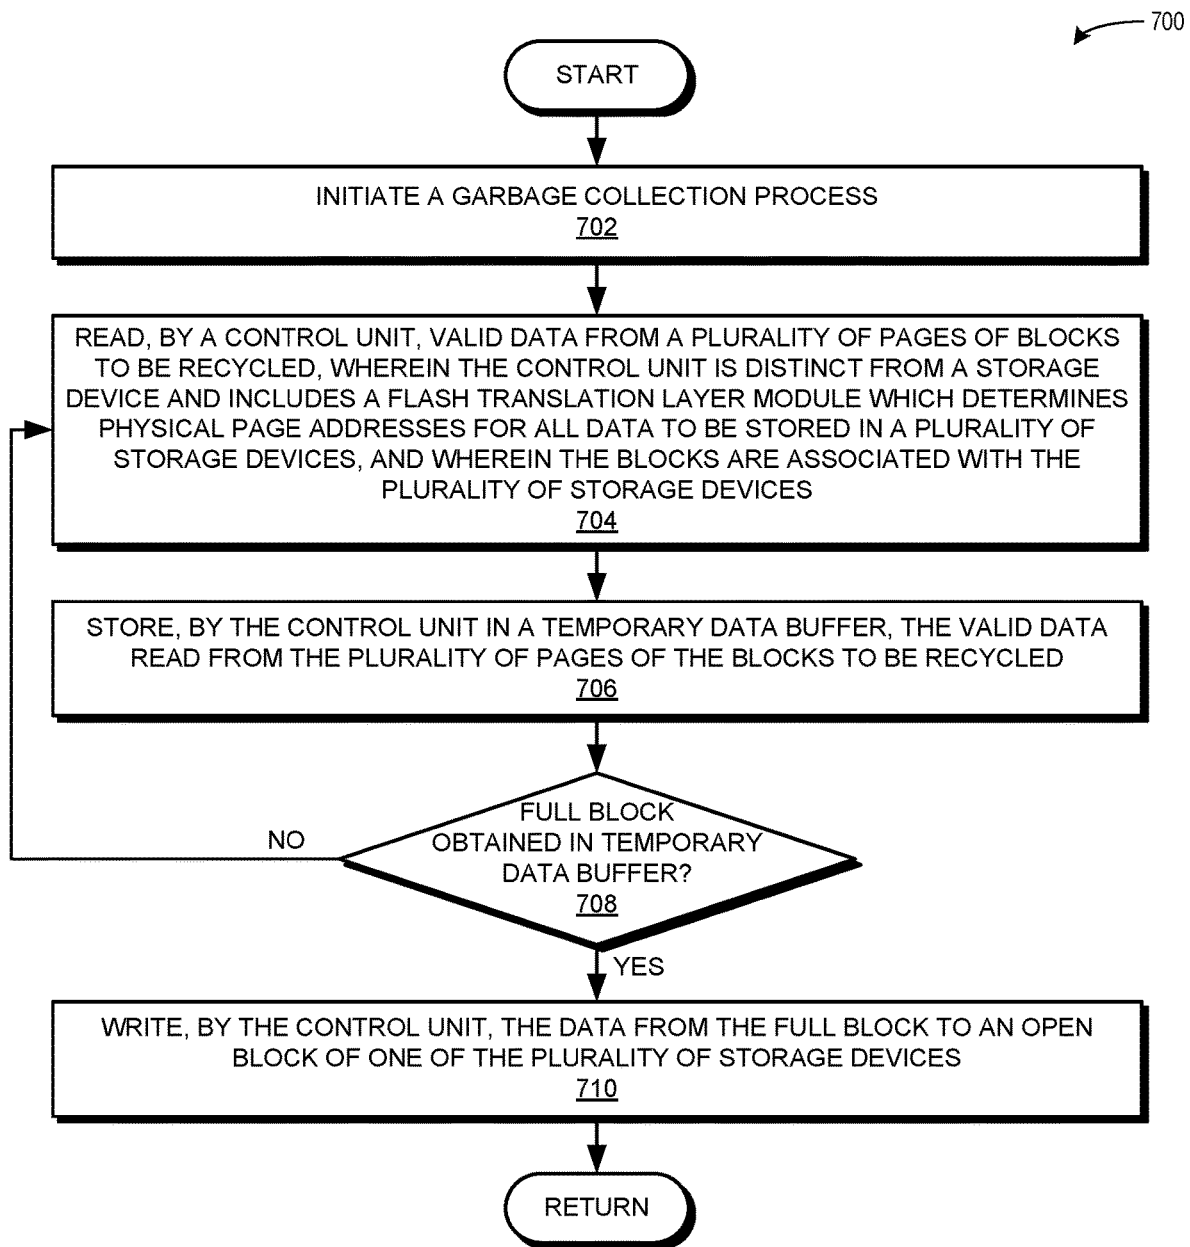 700
START
INITIATE A GARBAGE COLLECTION PROCESS
702
READ, BY A CONTROL UNIT, VALID DATA FROM A PLURALITY OF PAGES OF BLOCKS
TO BE RECYCLED, WHEREIN THE CONTROL UNIT IS DISTINCT FROM A STORAGE
DEVICE AND INCLUDES A FLASH TRANSLATION LAYER MODULE WHICH DETERMINES
PHYSICAL PAGE ADDRESSES FOR ALL DATA TO BE STORED IN A PLURALITY OF
STORAGE DEVICES, AND WHEREIN THE BLOCKS ARE ASSOCIATED WITH THE
PLURALITY OF STORAGE DEVICES
704
STORE, BY THE CONTROL UNIT IN A TEMPORARY DATA BUFFER, THE VALID DATA
READ FROM THE PLURALITY OF PAGES OF THE BLOCKS TO BE RECYCLED
706
FULL BLOCK
OBTAINED IN TEMPORARY
DATA BUFFER?
708
NO
YES
WRITE, BY THE CONTROL UNIT, THE DATA FROM THE FULL BLOCK TO AN OPEN
BLOCK OF ONE OF THE PLURALITY OF STORAGE DEVICES
710
RETURN